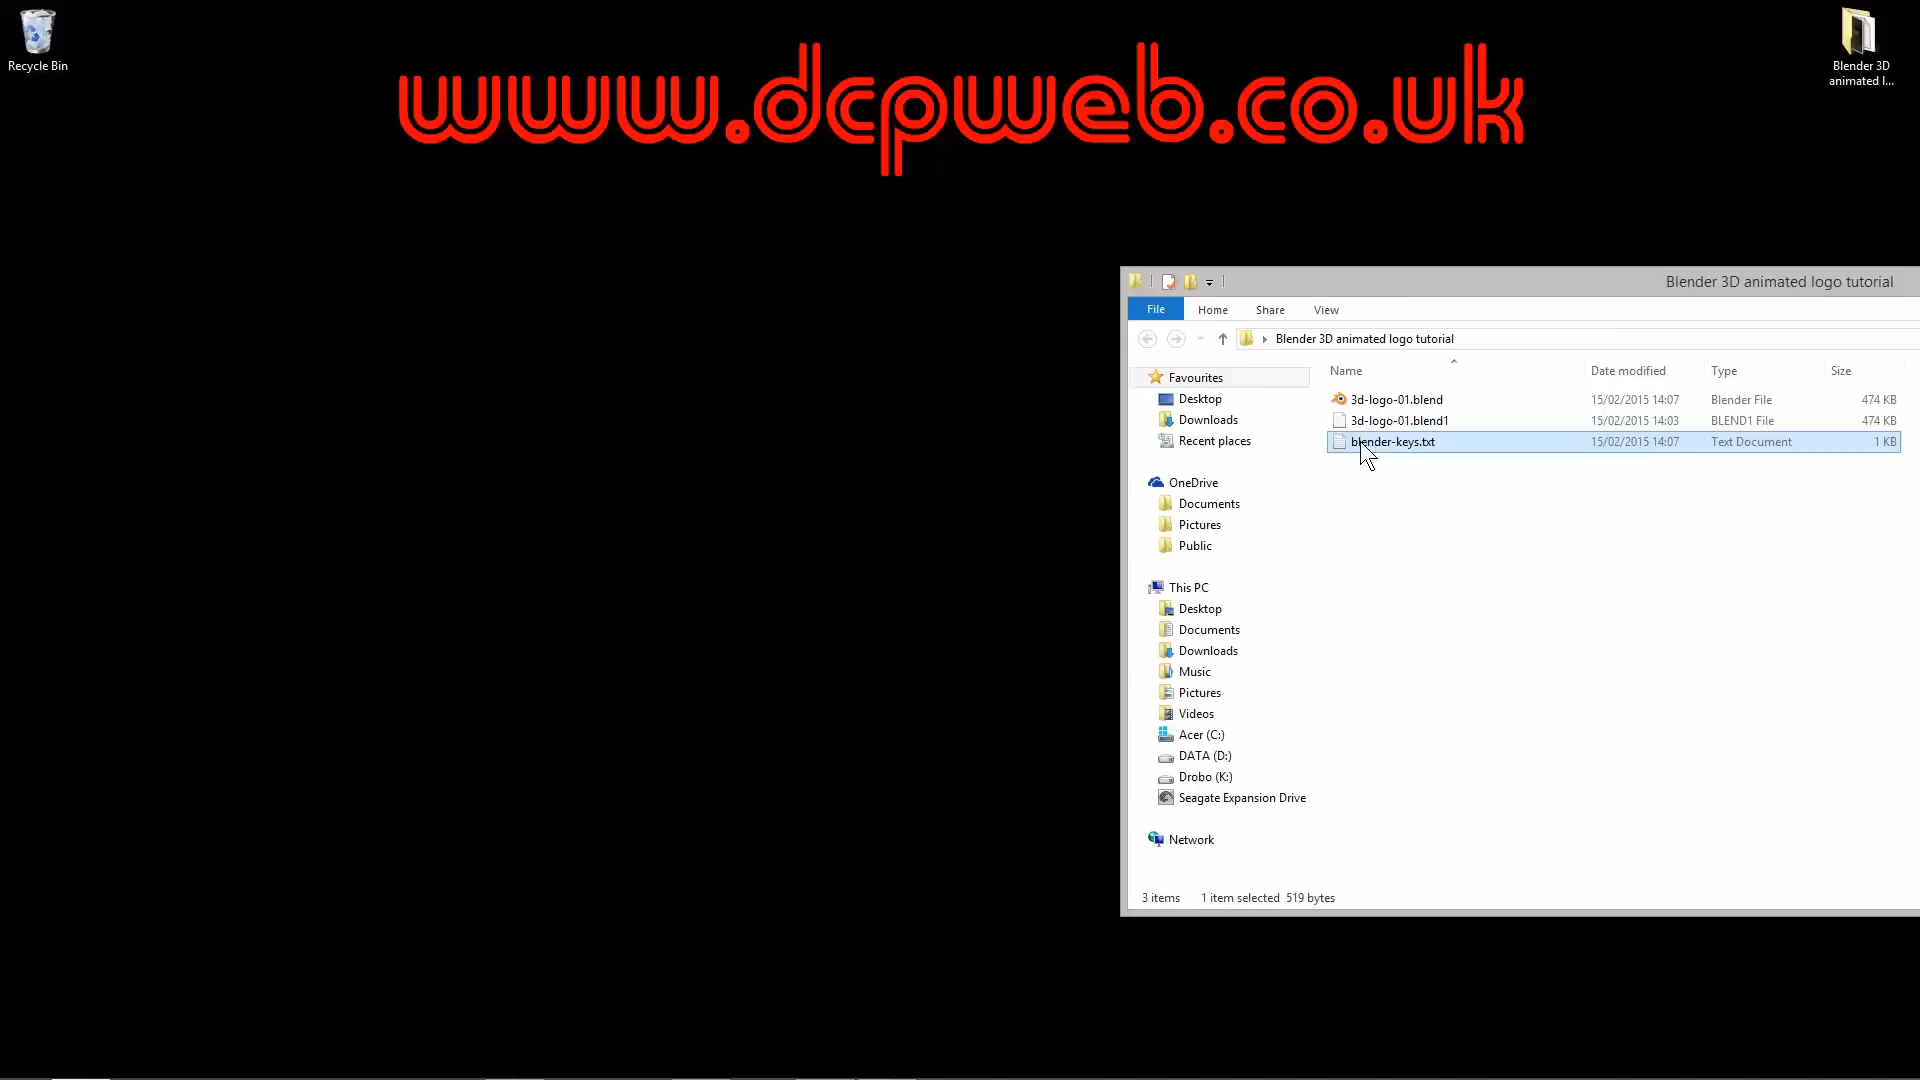 Recycle Bin
www.dcpweb.co.uk
Blender 3D
animated l...
Blender 3D animated logo tutorial
File Home Share View
Blender 3D animated logo tutorial
Name Date modified Type Size
Favourites
Desktop
Downloads
Recent places
OneDrive
Documents
Pictures
Public
This PC
Desktop
Documents
Downloads
Music
Pictures
Videos
Acer (C:)
DATA (D:)
Drobo (K:)
Seagate Expansion Drive
Network
3d-logo-01.blend 15/02/2015 14:07 Blender File 474 KB
3d-logo-01.blend1 15/02/2015 14:03 BLEND1 File 474 KB
blender-keys.txt 15/02/2015 14:07 Text Document 1 KB
3 items 1 item selected 519 bytes